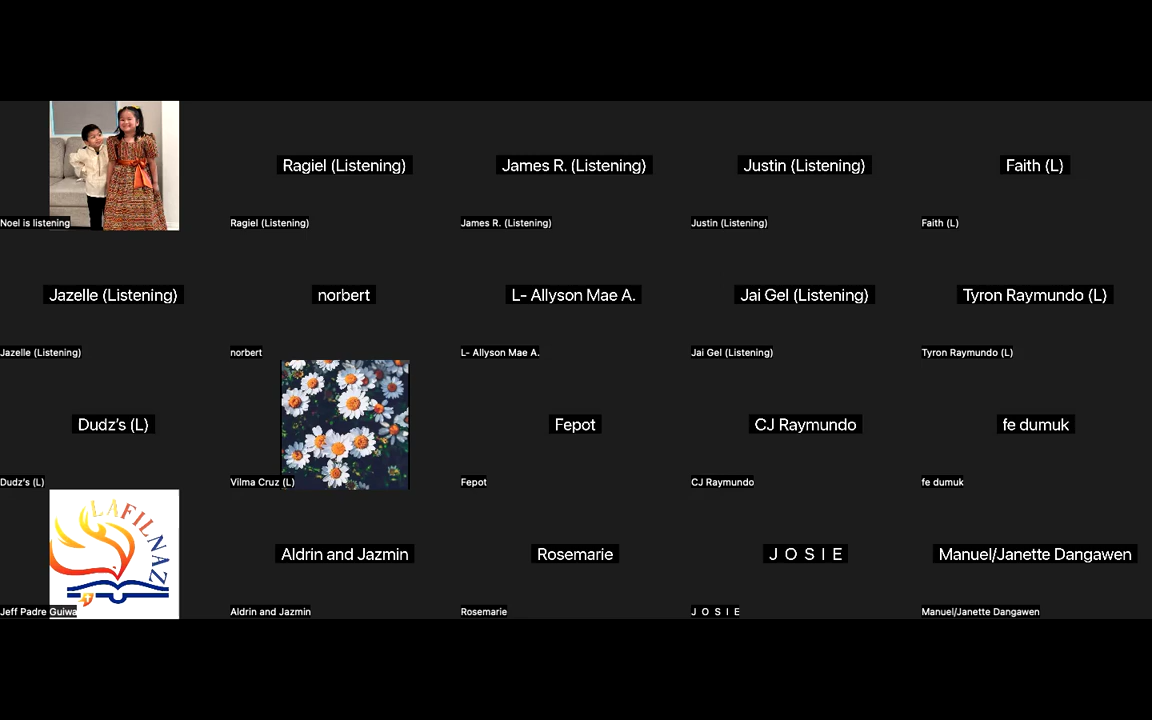 Ragiel (Listening)
James R. (Listening)
Justin (Listening)
Faith (L)
Noel is listening
Ragiel (Listening)
James R. (Listening)
Justin (Listening)
Faith (L)
Jazelle (Listening)
norbert
L- Allyson Mae A.
Jai Gel (Listening)
Tyron Raymundo (L)
Jazelle (Listening)
norbert
L- Allyson Mae A.
Jai Gel (Listening)
Tyron Raymundo (L)
Dudz's (L)
Fepot
CJ Raymundo
fe dumuk
Dudz's (L)
Vilma Cruz (L)
Fepot
CJ Raymundo
fe dumuk
LAFILNAZ
Aldrin and Jazmin
Rosemarie
J O S I E
Manuel/Janette Dangawen
Jeff Padre Guiwa
Aldrin and Jazmin
Rosemarie
J O S I E
Manuel/Janette Dangawen